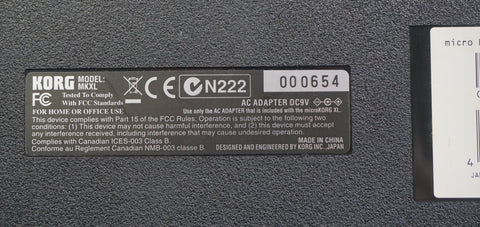 KORG MODEL: MKXL
FC Tested To Comply With FCC Standards
FOR HOME OR OFFICE USE
CE N222 000654
AC ADAPTER DC9V
Use only the AC ADAPTER that is included with the microKORG XL.
This device complies with Part 15 of the FCC Rules. Operation is subject to the following two
conditions: (1) This device may not cause harmful interference, and (2) this device must accept
any interference received, including interference that may cause undesired operation.
Complies with Canadian ICES-003 Class B.
Conforme au Reglement Canadien NMB-003 classe B.
MADE IN CHINA
DESIGNED AND ENGINEERED BY KORG INC.,JAPAN
micro
4
JA